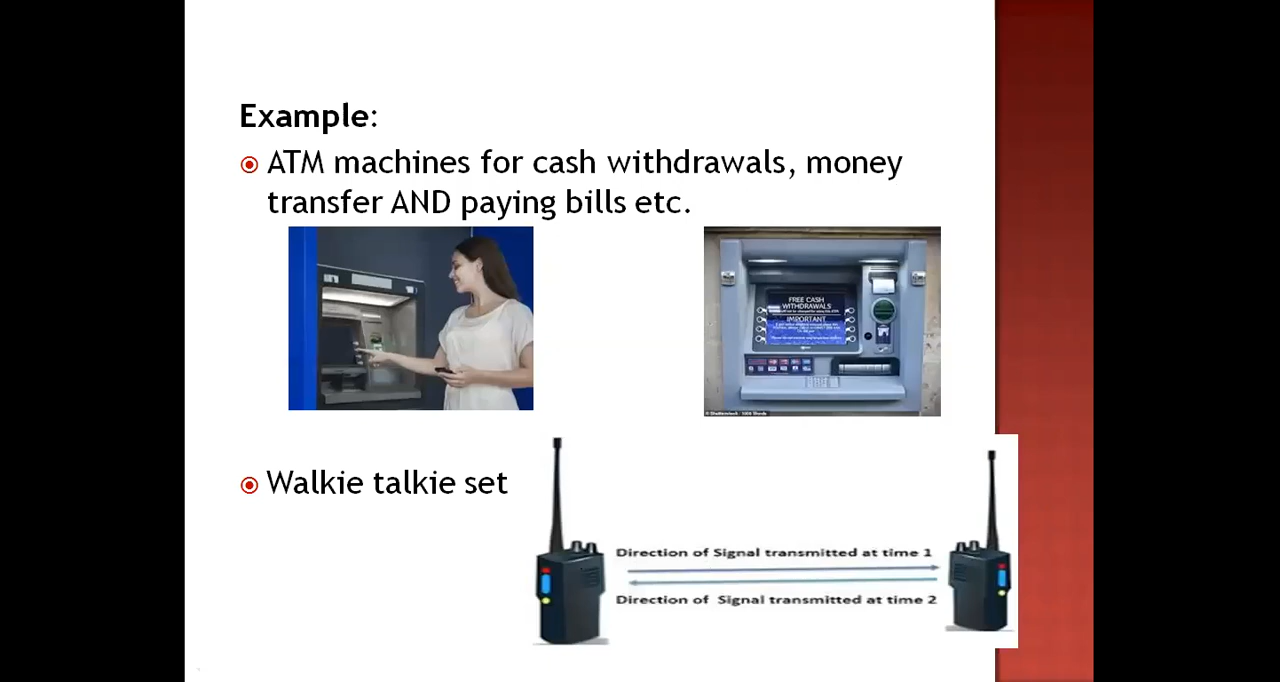 Example:
ATM machines for cash withdrawals, money
transfer AND paying bills etc.
FREE CASH
WITHDRAWALS
IMPORTANT
Walkie talkie set
Direction of Signal transmitted at time 1
Direction of Signal transmitted at time 2